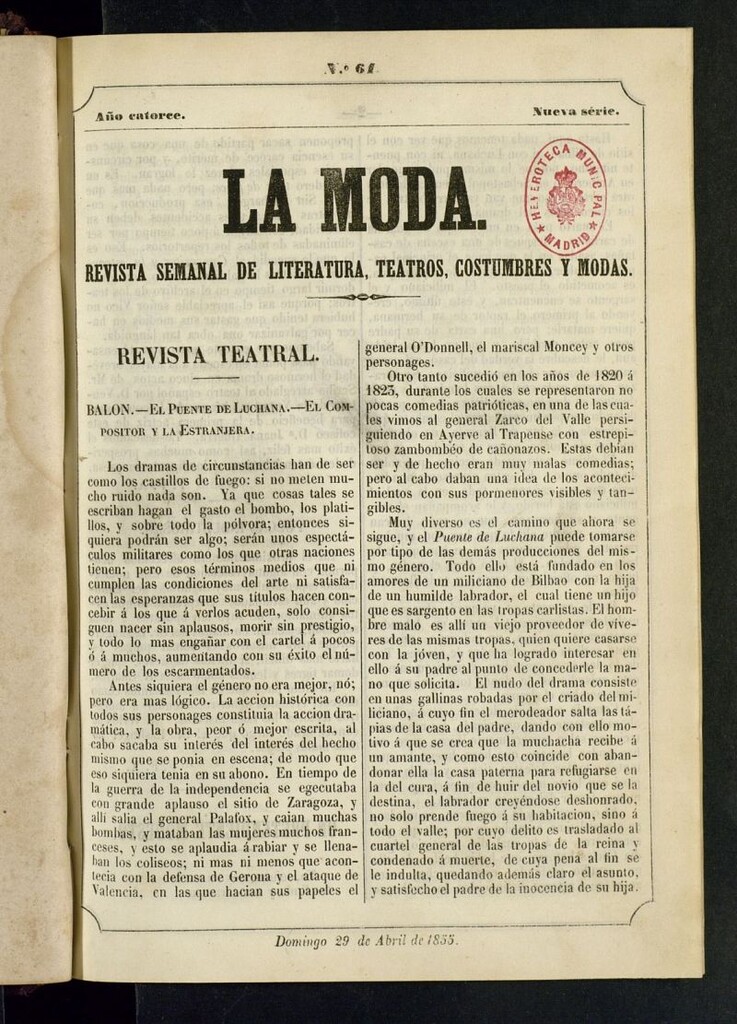 N.º 61
Año catorce.
Nueva série.
LA MODA.
HEMEROTECA MUNICIPAL
★ MADRID ★
REVISTA SEMANAL DE LITERATURA, TEATROS, COSTUMBRES Y MODAS.
REVISTA TEATRAL.
BALON.—EL PUENTE DE LUCHANA.—EL COM-
POSITOR Y LA ESTRANJERA.
Los dramas de circunstancias han de ser
como los castillos de fuego: si no meten mu-
cho ruido nada son. Ya que cosas tales se
escriban hagan el gasto el bombo, los plati-
llos, y sobre todo la pólvora; entonces si-
quiera podrán ser algo; serán unos espectá-
culos militares como los que otras naciones
tienen; pero esos términos medios que ni
cumplen las condiciones del arte ni satisfa-
cen las esperanzas que sus títulos hacen con-
cebir á los que á verlos acuden, solo consi-
guen nacer sin aplausos, morir sin prestigio,
y todo lo mas engañar con el cartel á pocos
ó á muchos, aumentando con su éxito el nú-
mero de los escarmentados.
Antes siquiera el género no era mejor, nó;
pero era mas lógico. La accion histórica con
todos sus personages constituia la accion dra-
mática, y la obra, peor ó mejor escrita, al
cabo sacaba su interés del interés del hecho
mismo que se ponia en escena; de modo que
eso siquiera tenia en su abono. En tiempo de
la guerra de la independencia se egecutaba
con grande aplauso el sitio de Zaragoza, y
allí salia el general Palafox, y caian muchas
bombas, y mataban las mujeres muchos fran-
ceses, y esto se aplaudia á rabiar y se llena-
ban los coliseos; ni mas ni menos que acon-
tecia con la defensa de Gerona y el ataque de
Valencia, en las que hacian sus papeles el
general O'Donnell, el mariscal Moncey y otros
personages.
Otro tanto sucedió en los años de 1820 á
1823, durante los cuales se representaron no
pocas comedias patrióticas, en una de las cua-
les vimos al general Zarco del Valle persi-
guiendo en Ayerve al Trapense con estrepi-
toso zambombéo de cañonazos. Estas debian
ser y de hecho eran muy malas comedias;
pero al cabo daban una idea de los aconteci-
mientos con sus pormenores visibles y tan-
gibles.
Muy diverso es el camino que ahora se
sigue, y el Puente de Luchana puede tomarse
por tipo de las demás producciones del mis-
mo género. Todo ello está fundado en los
amores de un miliciano de Bilbao con la hija
de un humilde labrador, el cual tiene un hijo
que es sargento en las tropas carlistas. El hom-
bre malo es allí un viejo proveedor de víve-
res de las mismas tropas, quien quiere casarse
con la jóven, y que ha logrado interesar en
ello á su padre al punto de concederle la ma-
no que solicita. El nudo del drama consiste
en unas gallinas robadas por el criado del mi-
liciano, á cuyo fin el merodeador salta las tá-
pias de la casa del padre, dando con ello mo-
tivo á que se crea que la muchacha recibe á
un amante, y como esto coincide con aban-
donar ella la casa paterna para refugiarse en
la del cura, á fin de huir del novio que se la
destina, el labrador creyéndose deshonrado,
no solo prende fuego á su habitacion, sino á
todo el valle; por cuyo delito es trasladado al
cuartel general de las tropas de la reina y
condenado á muerte, de cuya pena al fin se
le indulta, quedando además claro el asunto,
y satisfecho el padre de la inocencia de su hija.
Domingo 29 de Abril de 1855.